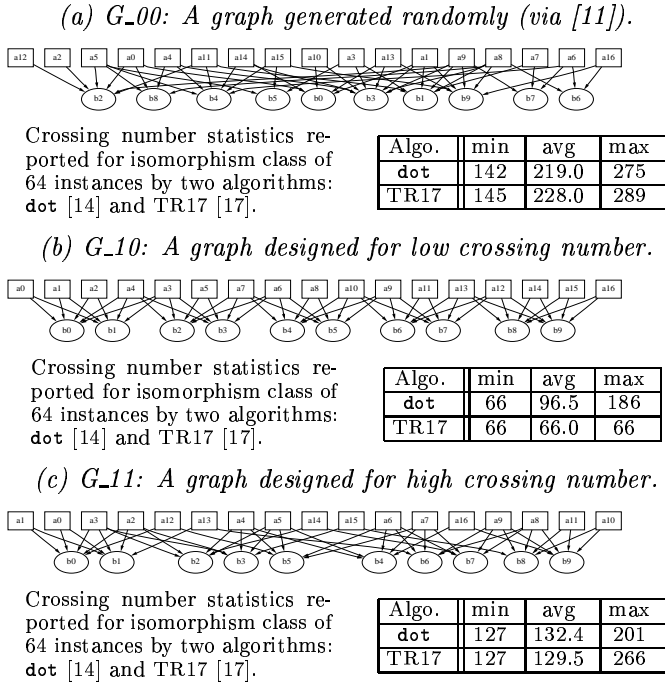 (a) G_00: A graph generated randomly (via [11]).
a12 a2 a5 a0 a4 a11 a14 a15 a10 a3 a13 a1 a9 a8 a7 a6 a16
b2 b8 b4 b5 b0 b3 b1 b9 b7 b6
Crossing number statistics re-
ported for isomorphism class of
64 instances by two algorithms:
dot [14] and TR17 [17].
Algo. min avg max
dot 142 219.0 275
TR17 145 228.0 289
(b) G_10: A graph designed for low crossing number.
a0 a1 a2 a4 a3 a5 a7 a6 a8 a10 a9 a11 a13 a12 a14 a15 a16
b0 b1 b2 b3 b4 b5 b6 b7 b8 b9
Crossing number statistics re-
ported for isomorphism class of
64 instances by two algorithms:
dot [14] and TR17 [17].
Algo. min avg max
dot 66 96.5 186
TR17 66 66.0 66
(c) G_11: A graph designed for high crossing number.
a1 a0 a3 a2 a12 a13 a4 a5 a14 a15 a6 a7 a16 a9 a8 a11 a10
b0 b1 b2 b3 b5 b4 b6 b7 b8 b9
Crossing number statistics re-
ported for isomorphism class of
64 instances by two algorithms:
dot [14] and TR17 [17].
Algo. min avg max
dot 127 132.4 201
TR17 127 129.5 266